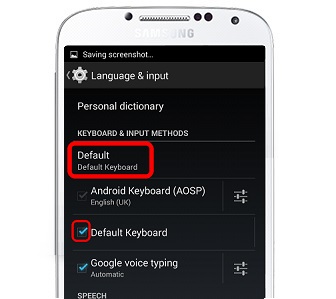 Saving screenshot...
SAMSUNG
Language & input
Personal dictionary
KEYBOARD & INPUT METHODS
Default
Default Keyboard
Android Keyboard (AOSP)
English (UK)
Default Keyboard
Google voice typing
Automatic
SPEECH